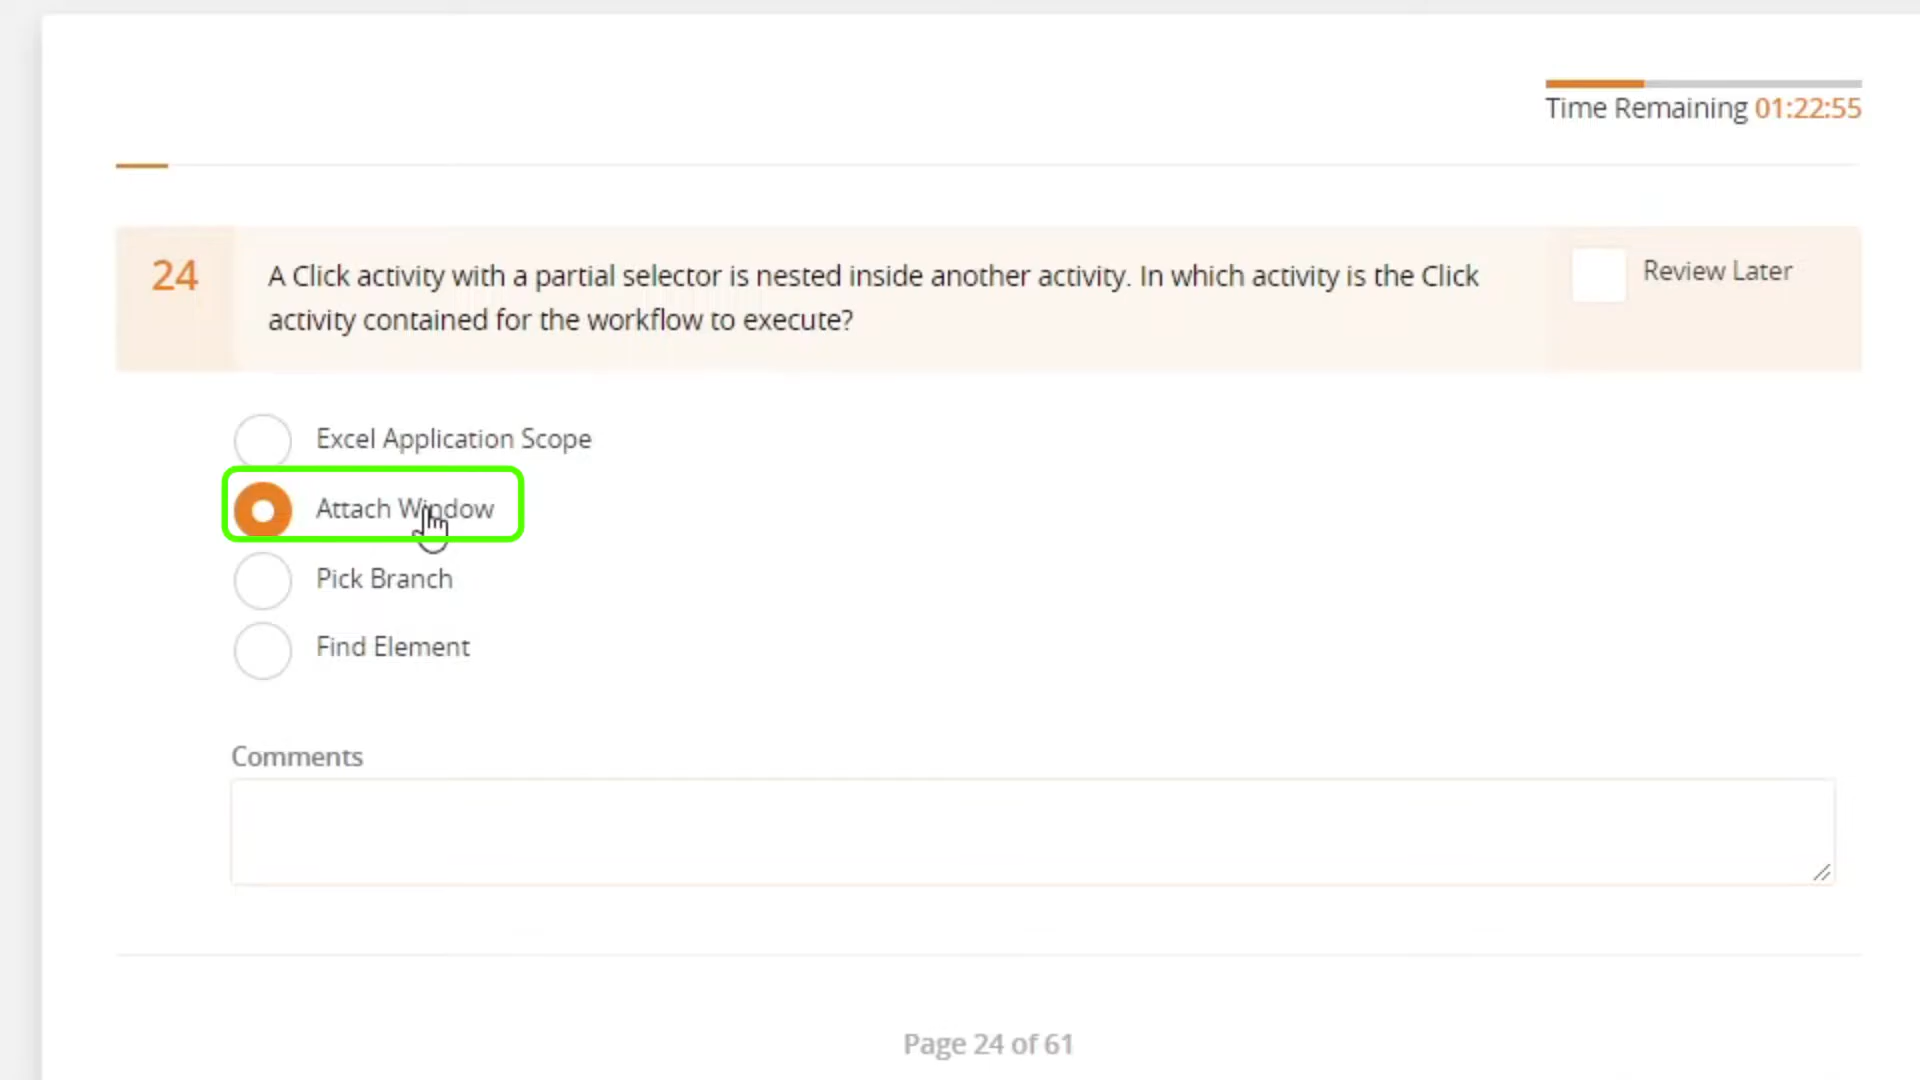 Time Remaining 01:22:55
24
A Click activity with a partial selector is nested inside another activity. In which activity is the Click
activity contained for the workflow to execute?
Review Later
Excel Application Scope
Attach Window
Pick Branch
Find Element
Comments
Page 24 of 61